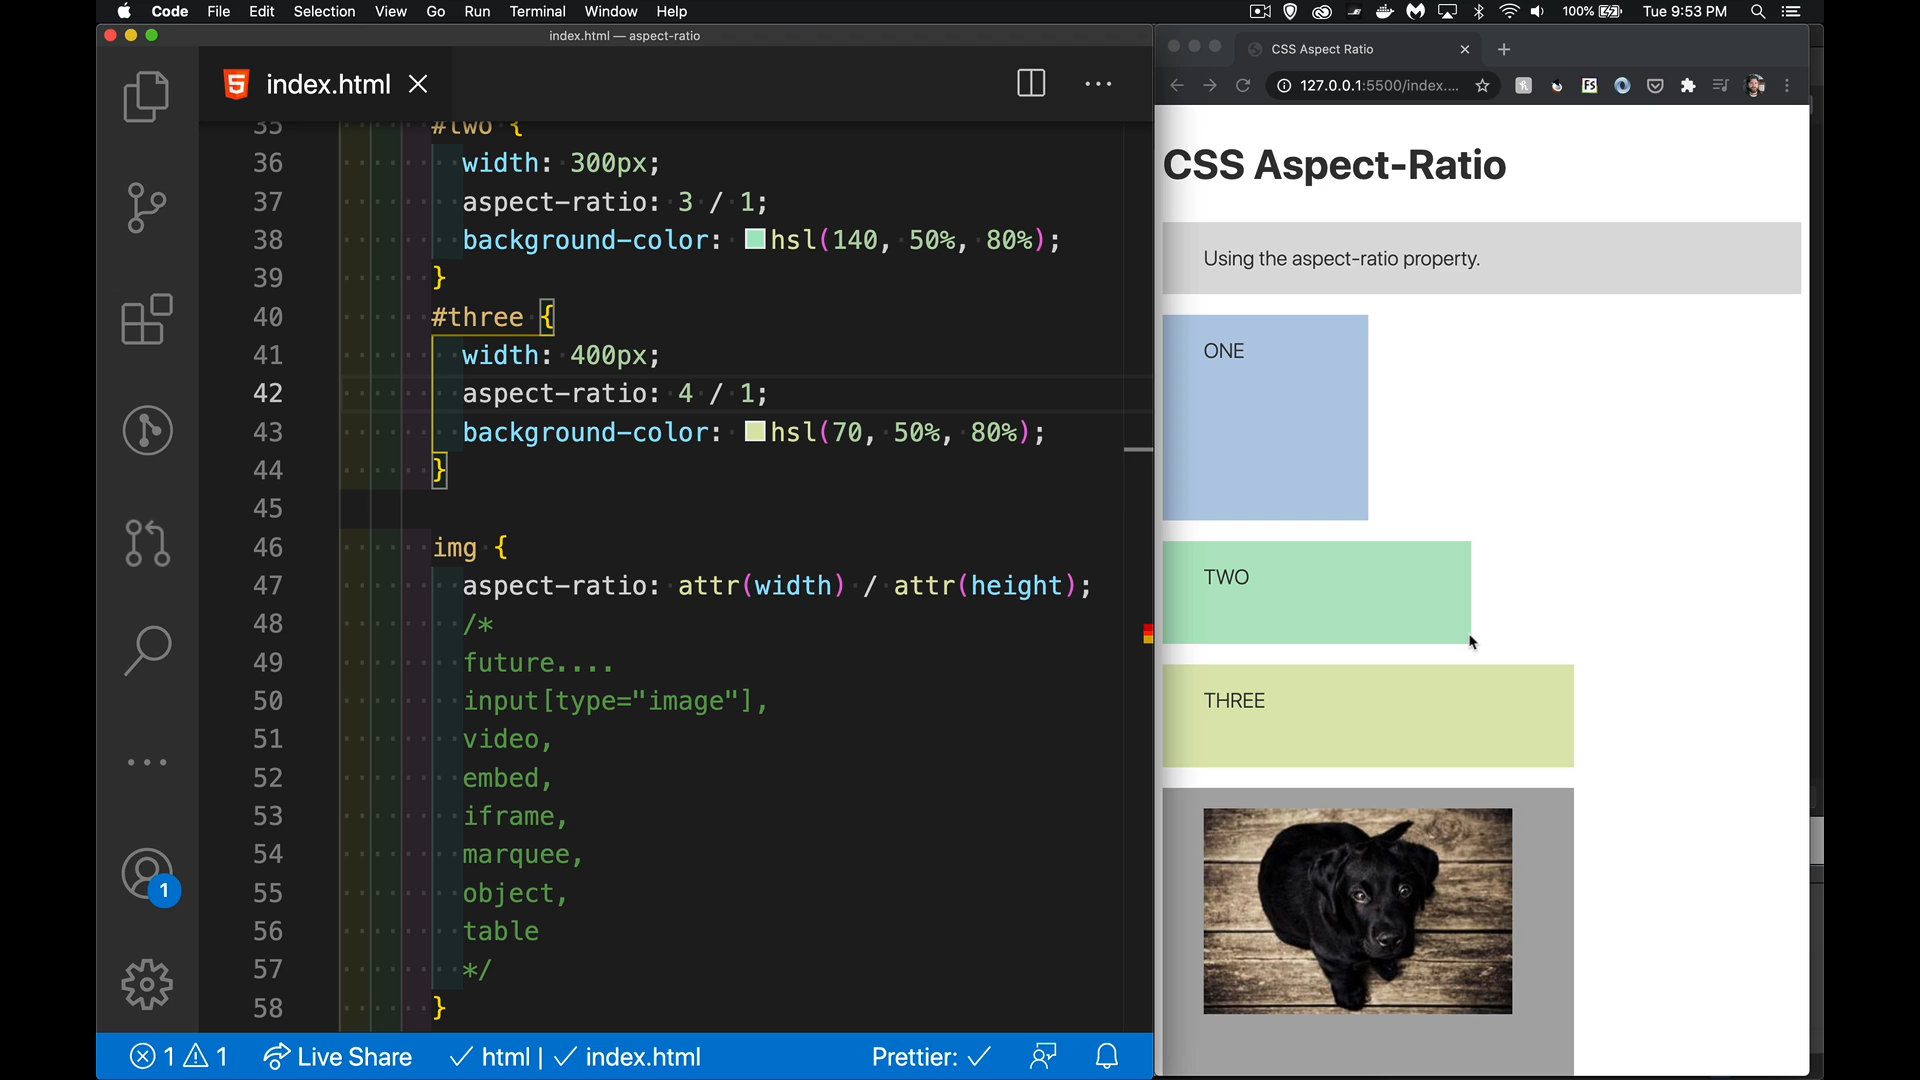 Code File Edit Selection View Go Run Terminal Window Help 100% Tue 9:53 PM
index.html — aspect-ratio
index.html
35 #two {
36 width: 300px;
37 aspect-ratio: 3 / 1;
38 background-color: hsl(140, 50%, 80%);
39 }
40 #three {
41 width: 400px;
42 aspect-ratio: 4 / 1;
43 background-color: hsl(70, 50%, 80%);
44 }
45
46 img {
47 aspect-ratio: attr(width) / attr(height);
48 /*
49 future....
50 input[type="image"],
51 video,
52 embed,
53 iframe,
54 marquee,
55 object,
56 table
57 */
58 }
1
1 1 Live Share html | index.html Prettier:
CSS Aspect Ratio
127.0.0.1:5500/index....
FS
CSS Aspect-Ratio
Using the aspect-ratio property.
ONE
TWO
THREE